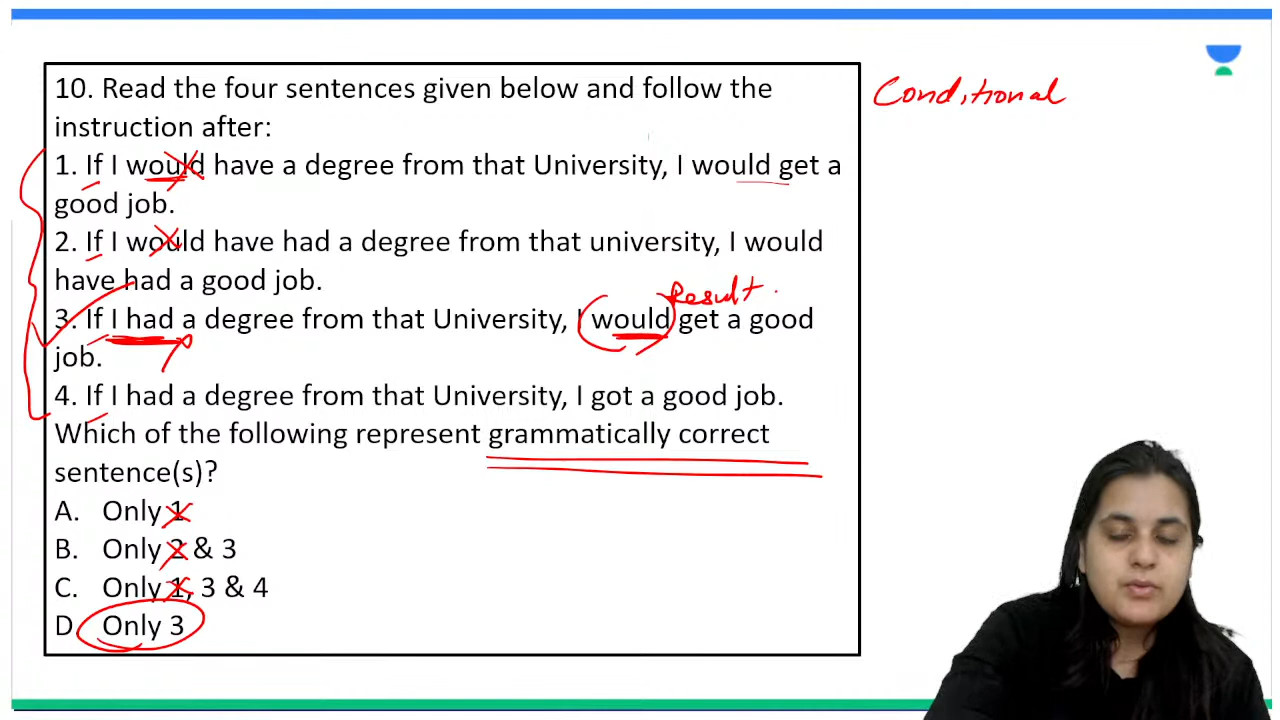 10. Read the four sentences given below and follow the
instruction after:
1. If I would have a degree from that University, I would get a
good job.
2. If I would have had a degree from that university, I would
have had a good job.
3. If I had a degree from that University, I would get a good
job.
4. If I had a degree from that University, I got a good job.
Which of the following represent grammatically correct
sentence(s)?
A. Only 1
B. Only 2 & 3
C. Only 1, 3 & 4
D Only 3
Conditional
Result.